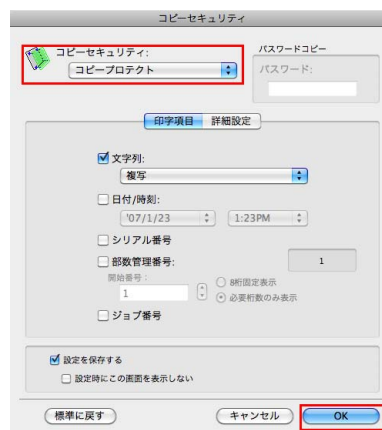 コピーセキュリティ
コピーセキュリティ:
コピープロテクト
パスワードコピー
パスワード:
印字項目 詳細設定
文字列:
複写
日付/時刻:
'07/1/23 1:23PM
シリアル番号
部数管理番号: 1
開始番号:
1
8桁固定表示
必要桁数のみ表示
ジョブ番号
設定を保存する
設定時にこの画面を表示しない
標準に戻す キャンセル OK